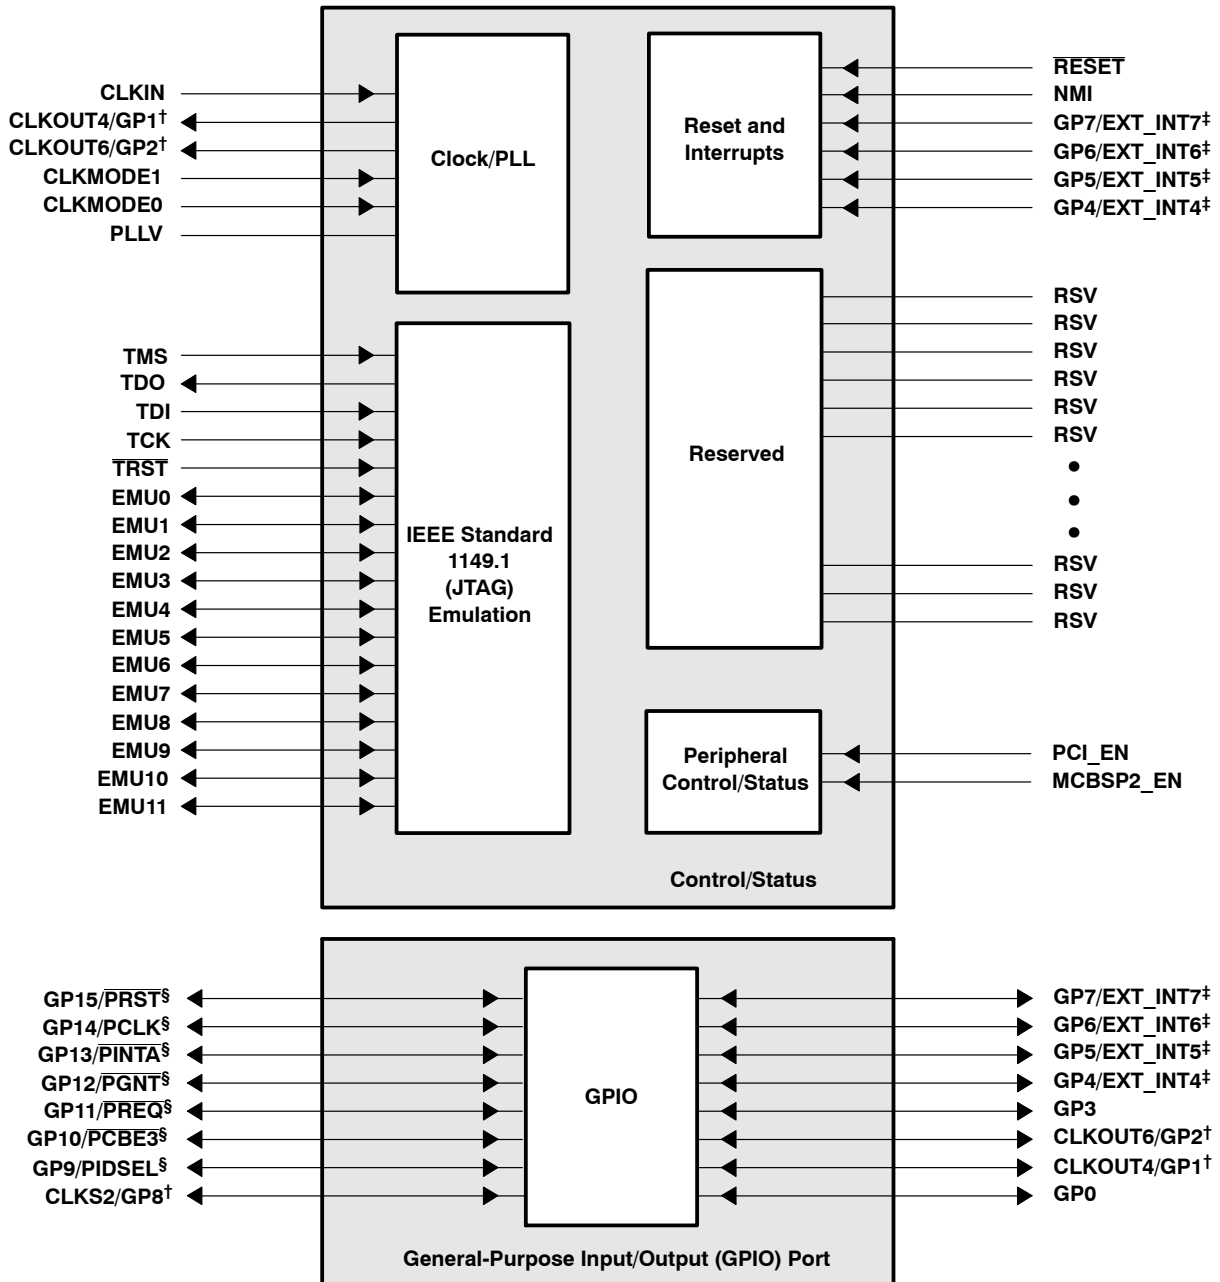 CLKIN
CLKOUT4/GP1†
CLKOUT6/GP2†
CLKMODE1
CLKMODE0
PLLV
Clock/PLL
Reset and
Interrupts
RESET
NMI
GP7/EXT_INT7‡
GP6/EXT_INT6‡
GP5/EXT_INT5‡
GP4/EXT_INT4‡
TMS
TDO
TDI
TCK
TRST
EMU0
EMU1
EMU2
EMU3
EMU4
EMU5
EMU6
EMU7
EMU8
EMU9
EMU10
EMU11
IEEE Standard
1149.1
(JTAG)
Emulation
Reserved
RSV
RSV
RSV
RSV
RSV
RSV
RSV
RSV
RSV
Peripheral
Control/Status
PCI_EN
MCBSP2_EN
Control/Status
GP15/PRST§
GP14/PCLK§
GP13/PINTA§
GP12/PGNT§
GP11/PREQ§
GP10/PCBE3§
GP9/PIDSEL§
CLKS2/GP8†
GPIO
GP7/EXT_INT7‡
GP6/EXT_INT6‡
GP5/EXT_INT5‡
GP4/EXT_INT4‡
GP3
CLKOUT6/GP2†
CLKOUT4/GP1†
GP0
General-Purpose Input/Output (GPIO) Port